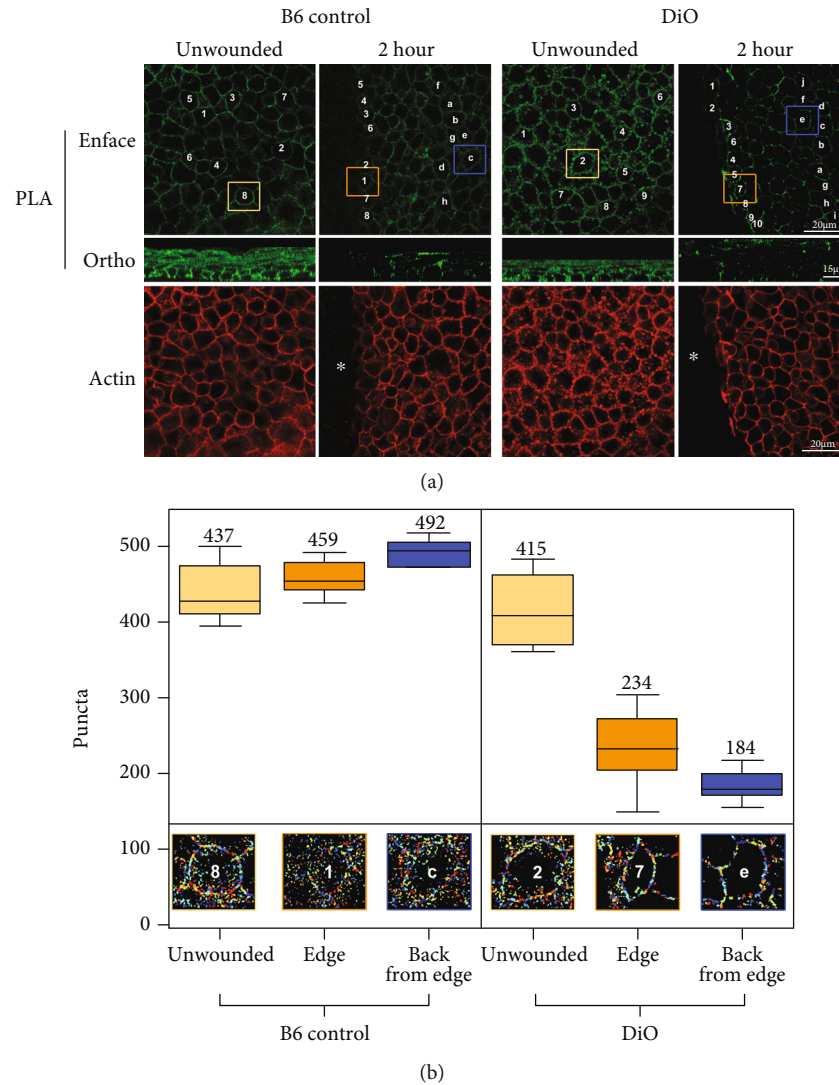 B6 control DiO
Unwounded 2 hour Unwounded 2 hour
PLA
Enface
5 3 7 1 2 6 4 8
5 4 3 6 2 1 7 8 f a b g e c d h
6 3 1 4 2 5 7 9 8
1 2 3 6 4 5 7 8 9 10 j f d e c b a g h i
20μm
Ortho
15μm
Actin
* *
20μm
(a)
Puncta
500
400
300
200
100
0
437 459 492 415 234 184
8 1 c 2 7 e
Unwounded Edge Back from edge Unwounded Edge Back from edge
B6 control DiO
(b)